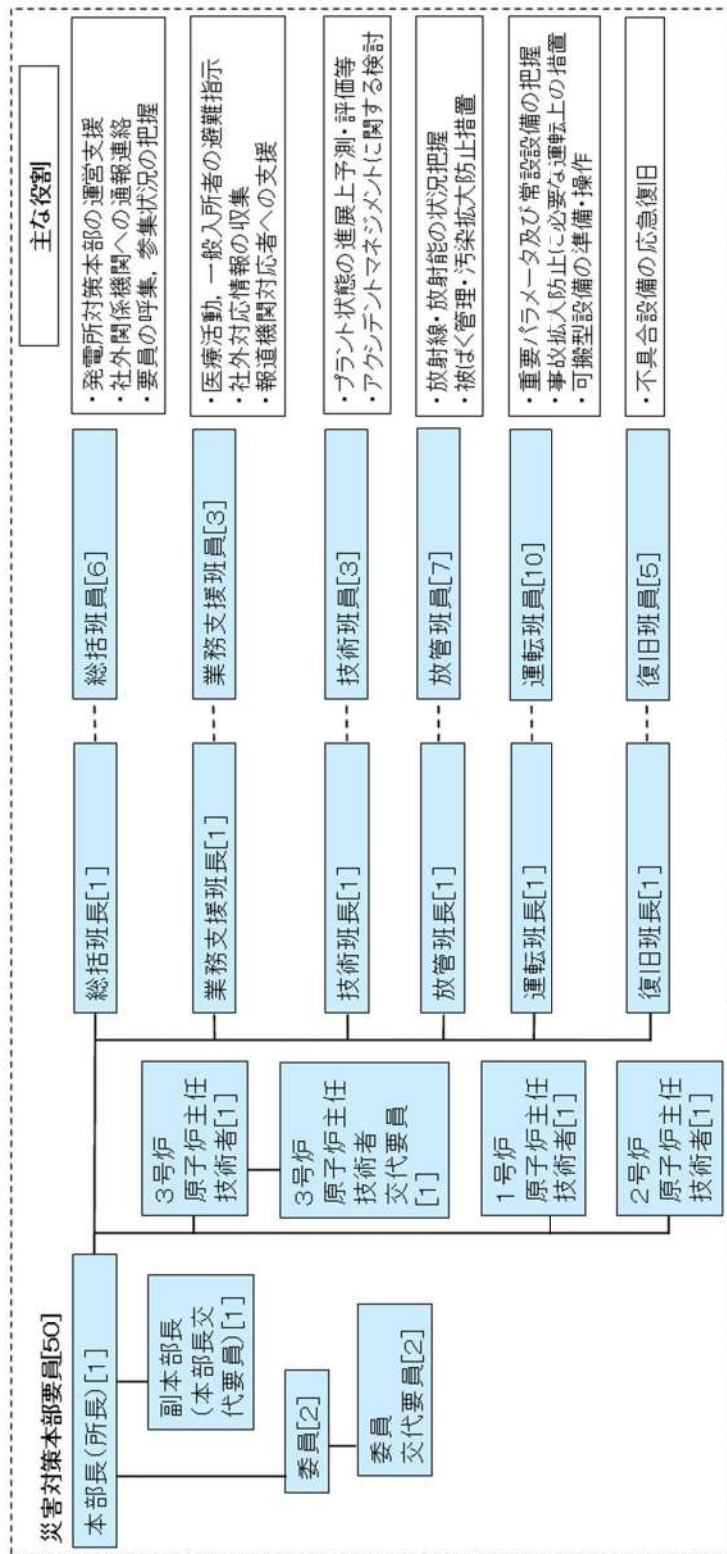 災害対策本部要員[50]
本部長(所長)[1]
副本部長
(本部長交
代要員)[1]
委員[2]
委員
交代要員[2]
3号炉
原子炉主任
技術者[1]
3号炉
原子炉主任
技術者
交代要員
[1]
1号炉
原子炉主任
技術者[1]
2号炉
原子炉主任
技術者[1]
主な役割
総括班長[1]
総括班員[6]
・発電所対策本部の運営支援
・社外関係機関への通報連絡
・要員の呼集,参集状況の把握
業務支援班長[1]
業務支援班員[3]
・医療活動,一般入所者の避難指示
・社外対応情報の収集
・報道機関対応者への支援
技術班長[1]
技術班員[3]
・プラント状態の進展上予測・評価等
・アクシデントマネジメントに関する検討
放管班長[1]
放管班員[7]
・放射線・放射能の状況把握
・被ばく管理・汚染拡大防止措置
運転班長[1]
運転班員[10]
・重要パラメータ及び常設設備の把握
・事故拡大防止に必要な運転上の措置
・可搬型設備の準備・操作
復旧班長[1]
復旧班員[5]
・不具合設備の応急復旧